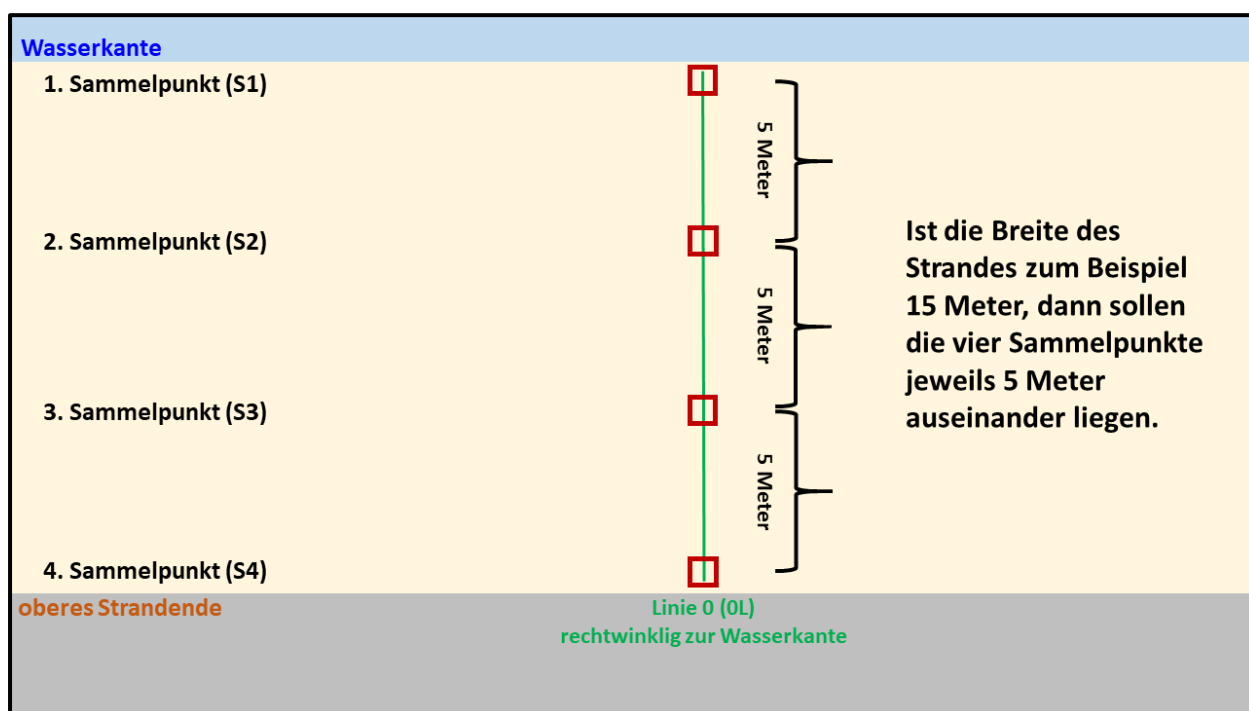 Wasserkante
1. Sammelpunkt (S1)
5 Meter
2. Sammelpunkt (S2)
5 Meter
Ist die Breite des
Strandes zum Beispiel
15 Meter, dann sollen
die vier Sammelpunkte
jeweils 5 Meter
auseinander liegen.
3. Sammelpunkt (S3)
5 Meter
4. Sammelpunkt (S4)
oberes Strandende
Linie 0 (0L)
rechtwinklig zur Wasserkante